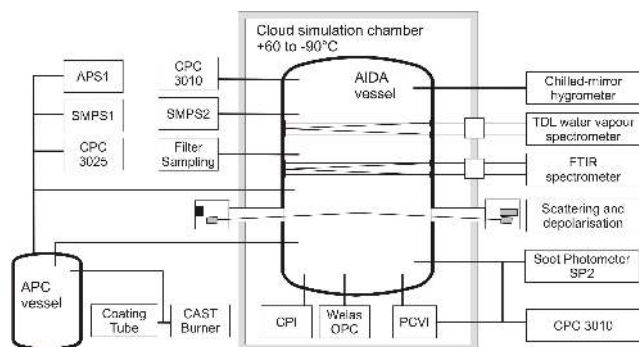 Cloud simulation chamber
+60 to -90°C
APS1
CPC
3010
AIDA
vessel
Chilled-mirror
hygrometer
SMPS1
SMPS2
TDL water vapour
spectrometer
CPC
3025
Filter
Sampling
FTIR
spectrometer
Scattering and
depolarisation
APC
vessel
Soot Photometer
SP2
Coating
Tube
CAST
Burner
CPI
Welas
OPC
PCVI
CPC 3010